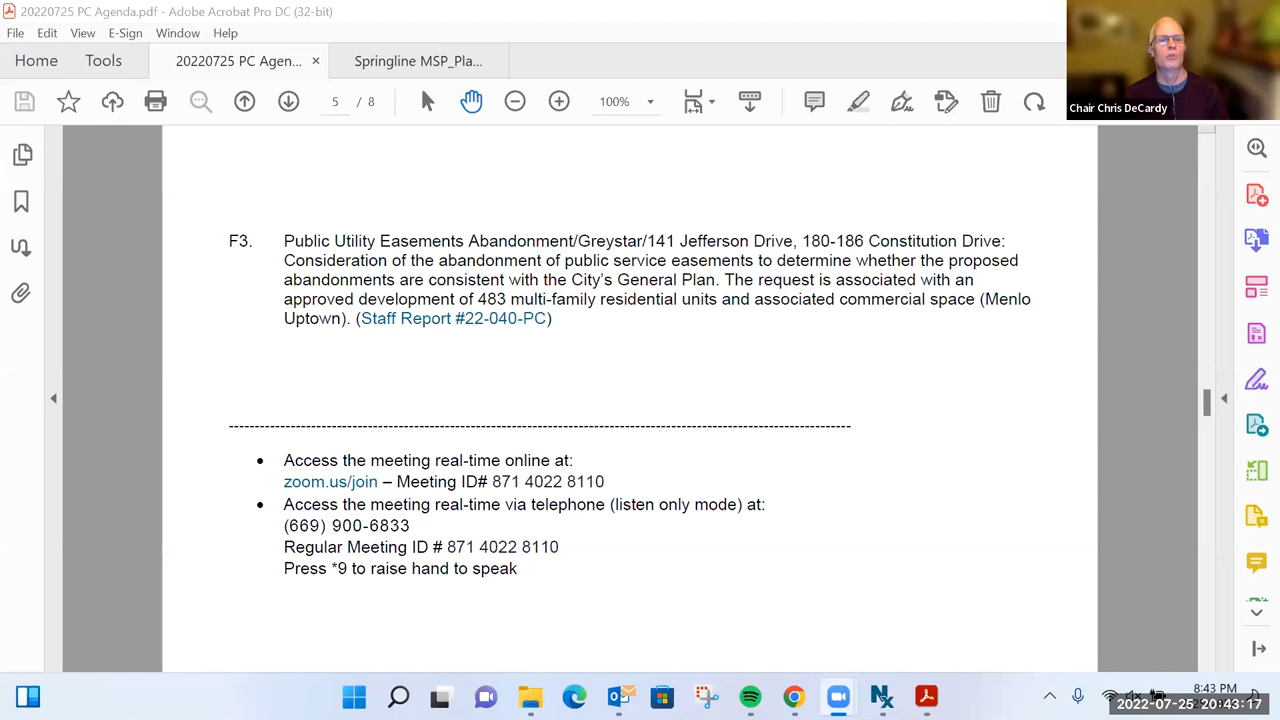 20220725 PC Agenda.pdf - Adobe Acrobat Pro DC (32-bit)
File Edit View E-Sign Window Help
Home Tools 20220725 PC Agen... × Springline MSP_Pla...
5 / 8 100%
Chair Chris DeCardy
F3. Public Utility Easements Abandonment/Greystar/141 Jefferson Drive, 180-186 Constitution Drive:
Consideration of the abandonment of public service easements to determine whether the proposed
abandonments are consistent with the City's General Plan. The request is associated with an
approved development of 483 multi-family residential units and associated commercial space (Menlo
Uptown). (Staff Report #22-040-PC)
• Access the meeting real-time online at:
zoom.us/join – Meeting ID# 871 4022 8110
• Access the meeting real-time via telephone (listen only mode) at:
(669) 900-6833
Regular Meeting ID # 871 4022 8110
Press *9 to raise hand to speak
8:43 PM
2022-07-25 20:43:17